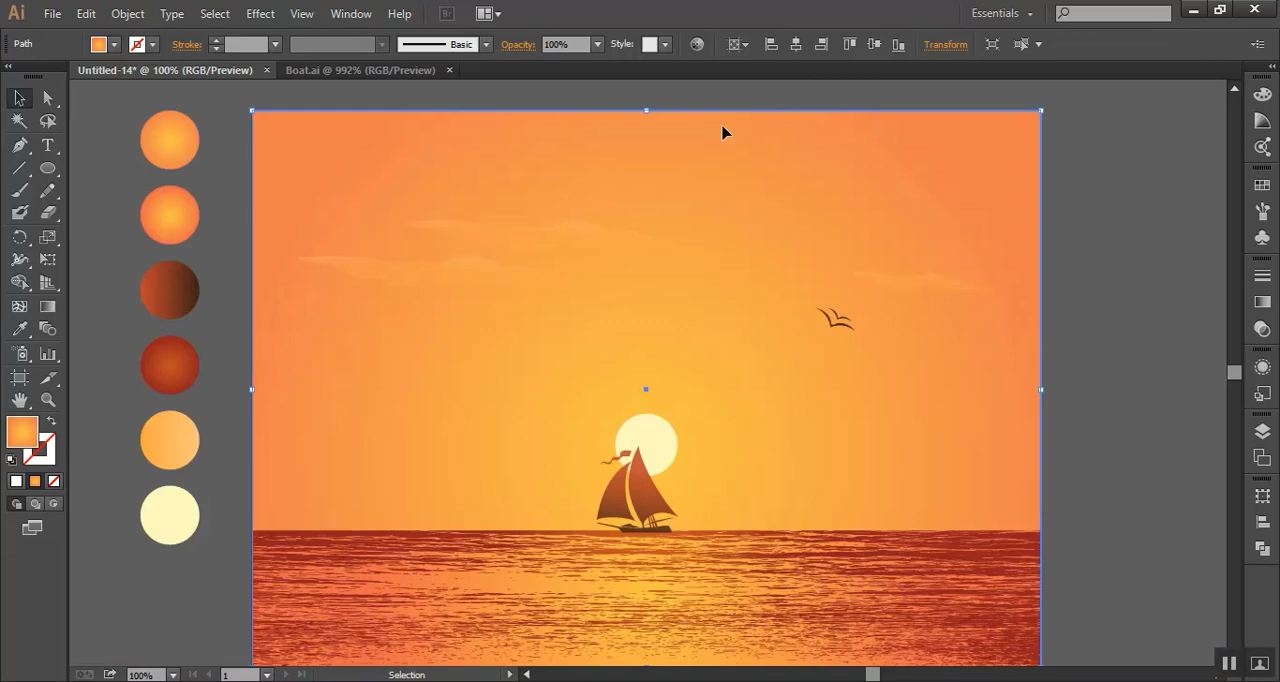 Ai File Edit Object Type Select Effect View Window Help Br Essentials
Path Stroke: Basic Opacity: 100% Style: Transform
Untitled-14* @ 100% (RGB/Preview) × Boat.ai @ 992% (RGB/Preview) ×
T
100% 1 Selection